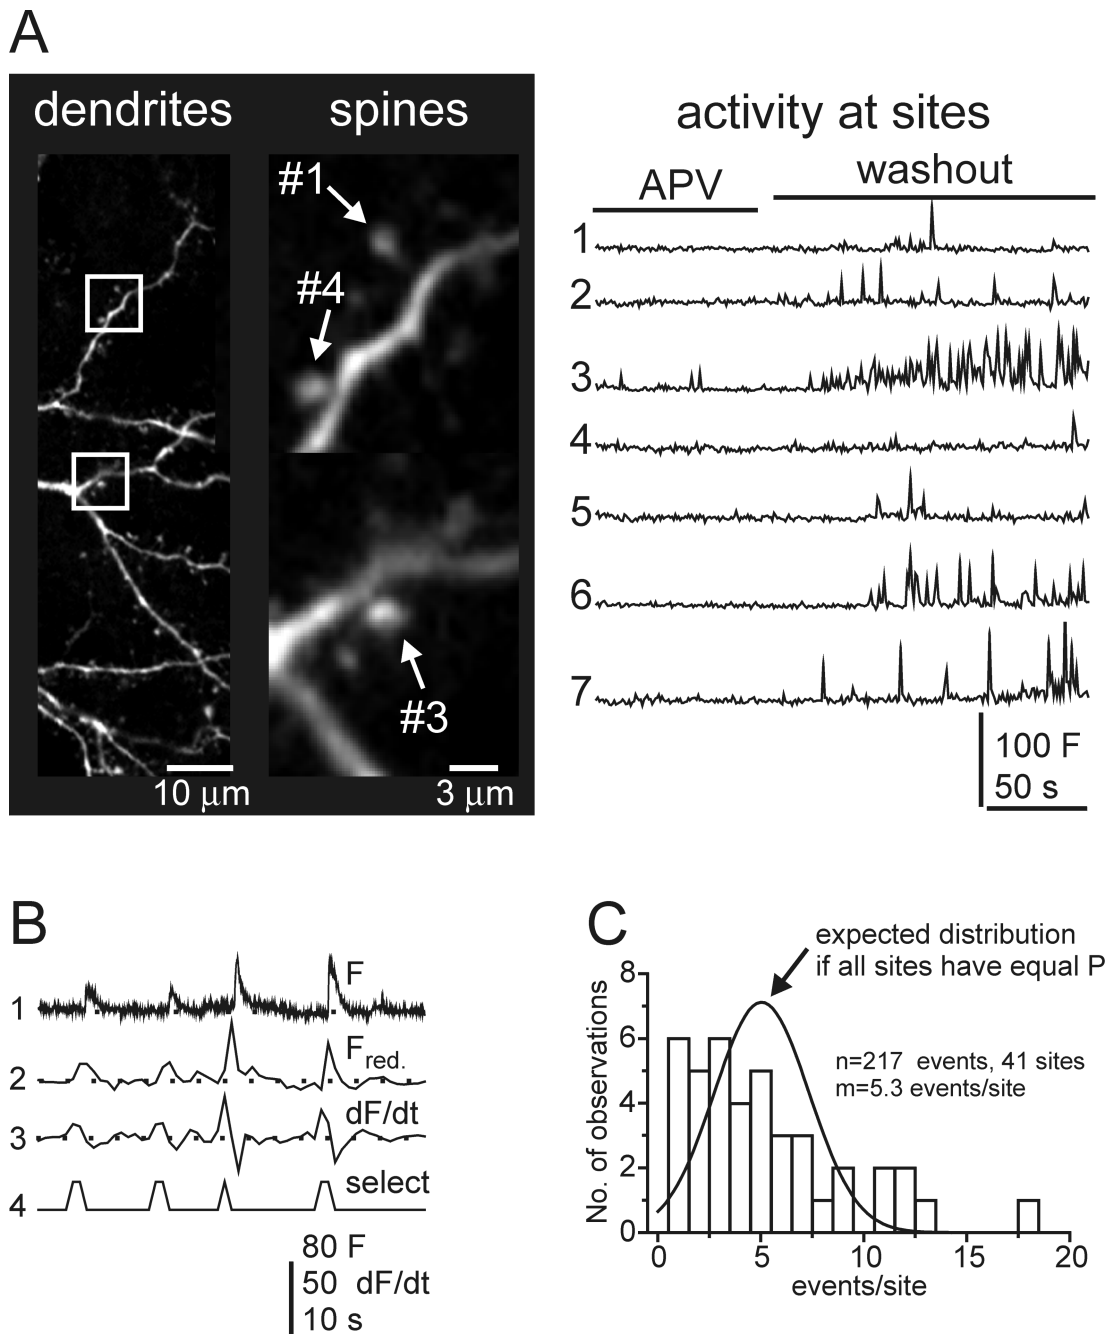 A
dendrites
spines
#1
#4
#3
10 μm
3 μm
activity at sites
APV
washout
1
2
3
4
5
6
7
100 F
50 s
B
1
F
2
Fred.
3
dF/dt
4
select
80 F
50 dF/dt
10 s
C
expected distribution
if all sites have equal P
n=217 events, 41 sites
m=5.3 events/site
No. of observations
8
6
4
2
0
0
5
10
15
20
events/site